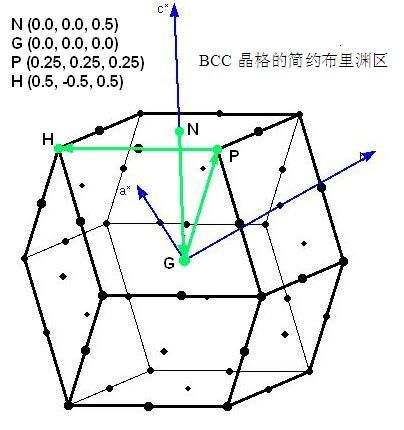 N (0.0, 0.0, 0.5)
G (0.0, 0.0, 0.0)
P (0.25, 0.25, 0.25)
H (0.5, -0.5, 0.5)
c*
BCC 晶格的简约布里渊区
N
H
P
a*
G